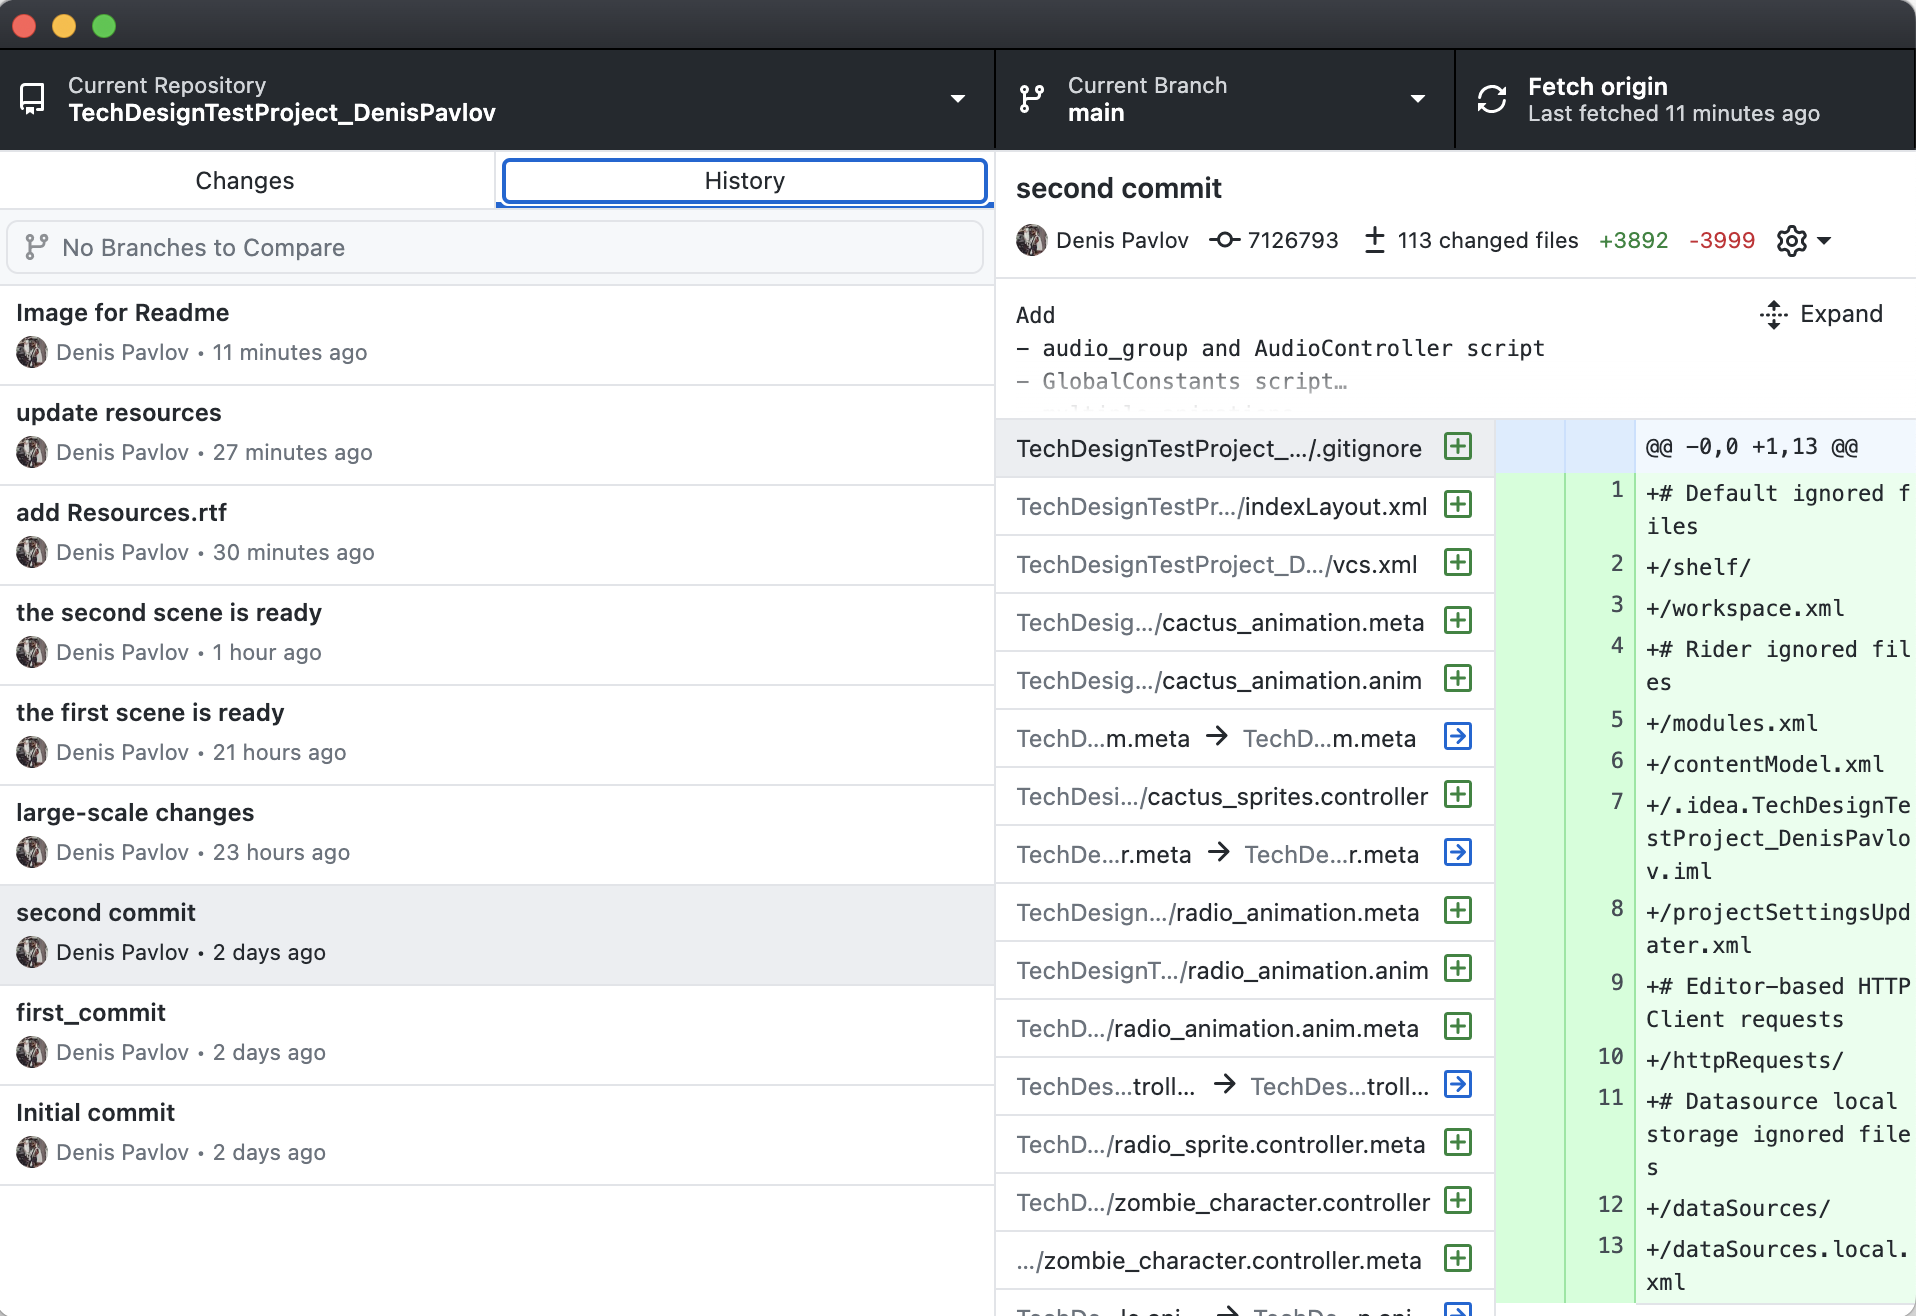 Current Repository
TechDesignTestProject_DenisPavlov
Current Branch
main
Fetch origin
Last fetched 11 minutes ago
Changes
History
No Branches to Compare
Image for Readme
Denis Pavlov • 11 minutes ago
update resources
Denis Pavlov • 27 minutes ago
add Resources.rtf
Denis Pavlov • 30 minutes ago
the second scene is ready
Denis Pavlov • 1 hour ago
the first scene is ready
Denis Pavlov • 21 hours ago
large-scale changes
Denis Pavlov • 23 hours ago
second commit
Denis Pavlov • 2 days ago
first_commit
Denis Pavlov • 2 days ago
Initial commit
Denis Pavlov • 2 days ago
second commit
Denis Pavlov 7126793 113 changed files +3892 -3999
Add
Expand
- audio_group and AudioController script
- GlobalConstants script…
TechDesignTestProject_.../.gitignore
TechDesignTestPr.../indexLayout.xml
TechDesignTestProject_D.../vcs.xml
TechDesig.../cactus_animation.meta
TechDesig.../cactus_animation.anim
TechD...m.meta → TechD...m.meta
TechDesi.../cactus_sprites.controller
TechDe...r.meta → TechDe...r.meta
TechDesign.../radio_animation.meta
TechDesignT.../radio_animation.anim
TechD.../radio_animation.anim.meta
TechDes...troll... → TechDes...troll...
TechD.../radio_sprite.controller.meta
TechD.../zombie_character.controller
.../zombie_character.controller.meta
@@ -0,0 +1,13 @@
1 +# Default ignored f
iles
2 +/shelf/
3 +/workspace.xml
4 +# Rider ignored fil
es
5 +/modules.xml
6 +/contentModel.xml
7 +/.idea.TechDesignTe
stProject_DenisPavlo
v.iml
8 +/projectSettingsUpd
ater.xml
9 +# Editor-based HTTP
Client requests
10 +/httpRequests/
11 +# Datasource local
storage ignored file
s
12 +/dataSources/
13 +/dataSources.local.
xml